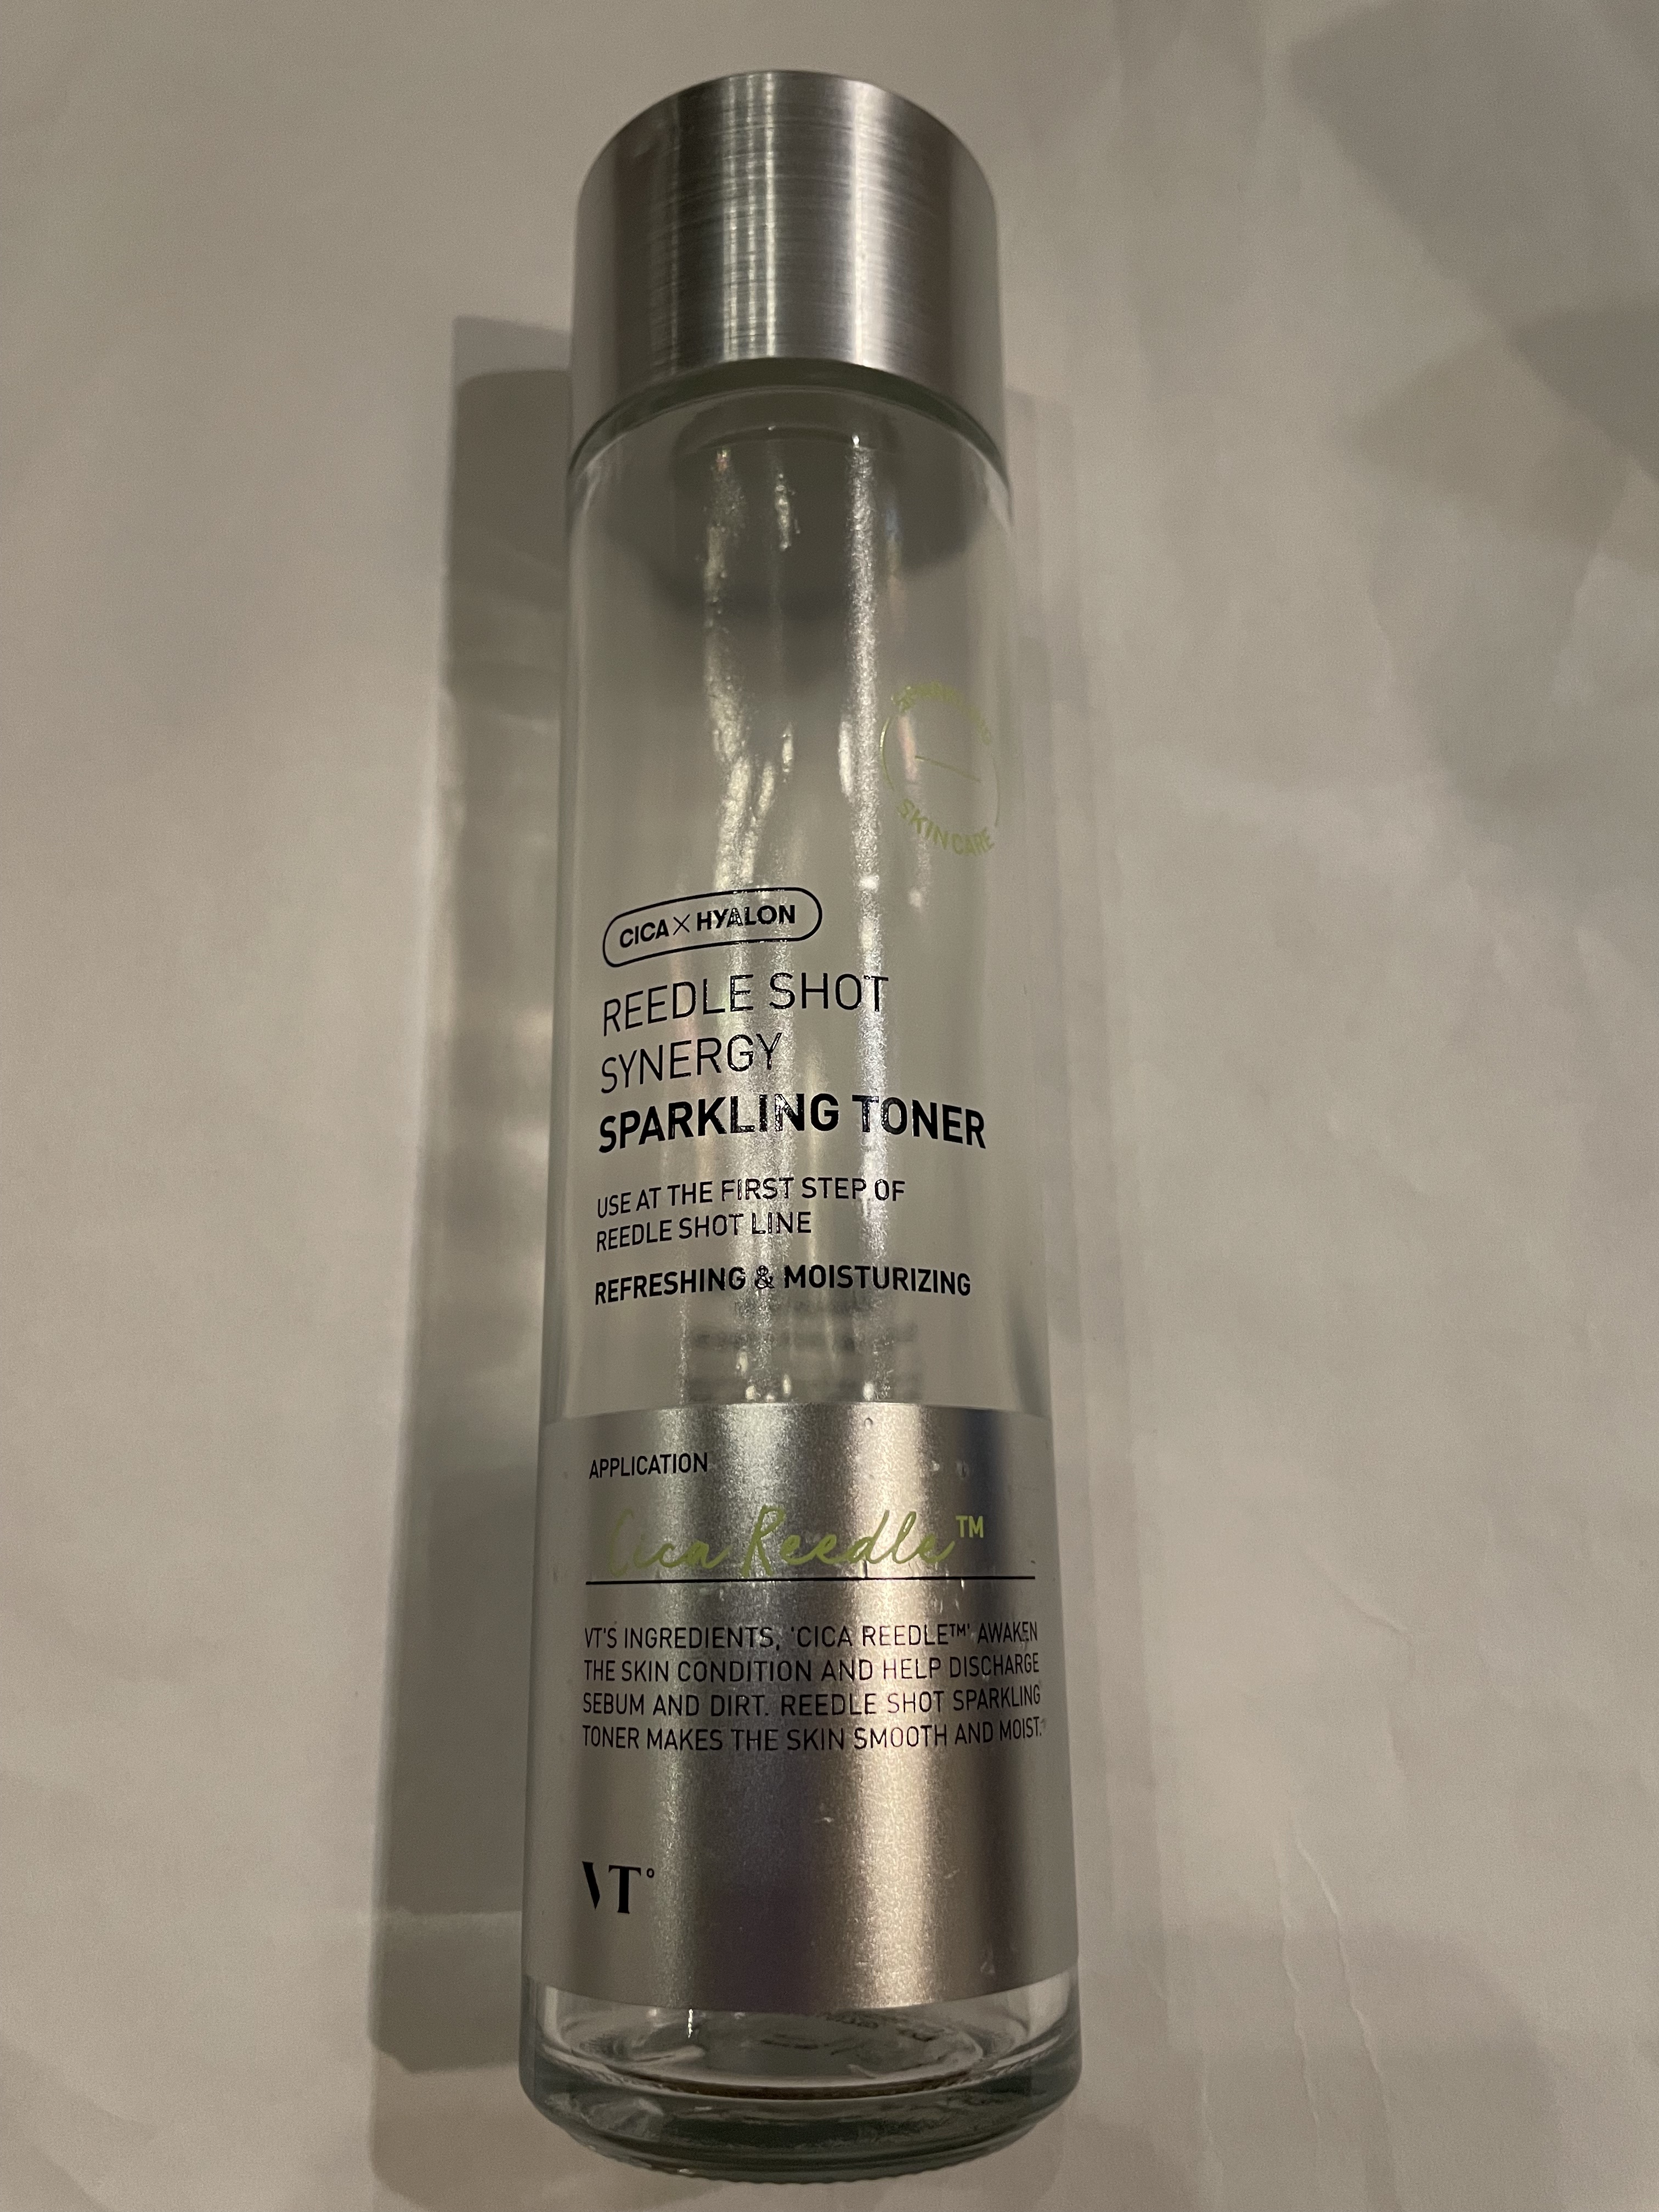 SKIN CARE
CICA X HYALON
REEDLE SHOT
SYNERGY
SPARKLING TONER
USE AT THE FIRST STEP OF
REEDLE SHOT LINE
REFRESHING & MOISTURIZING
APPLICATION
Cica Reedle™
VT'S INGREDIENTS, 'CICA REEDLE™' AWAKEN
THE SKIN CONDITION AND HELP DISCHARGE
SEBUM AND DIRT. REEDLE SHOT SPARKLING
TONER MAKES THE SKIN SMOOTH AND MOIST.
VT°